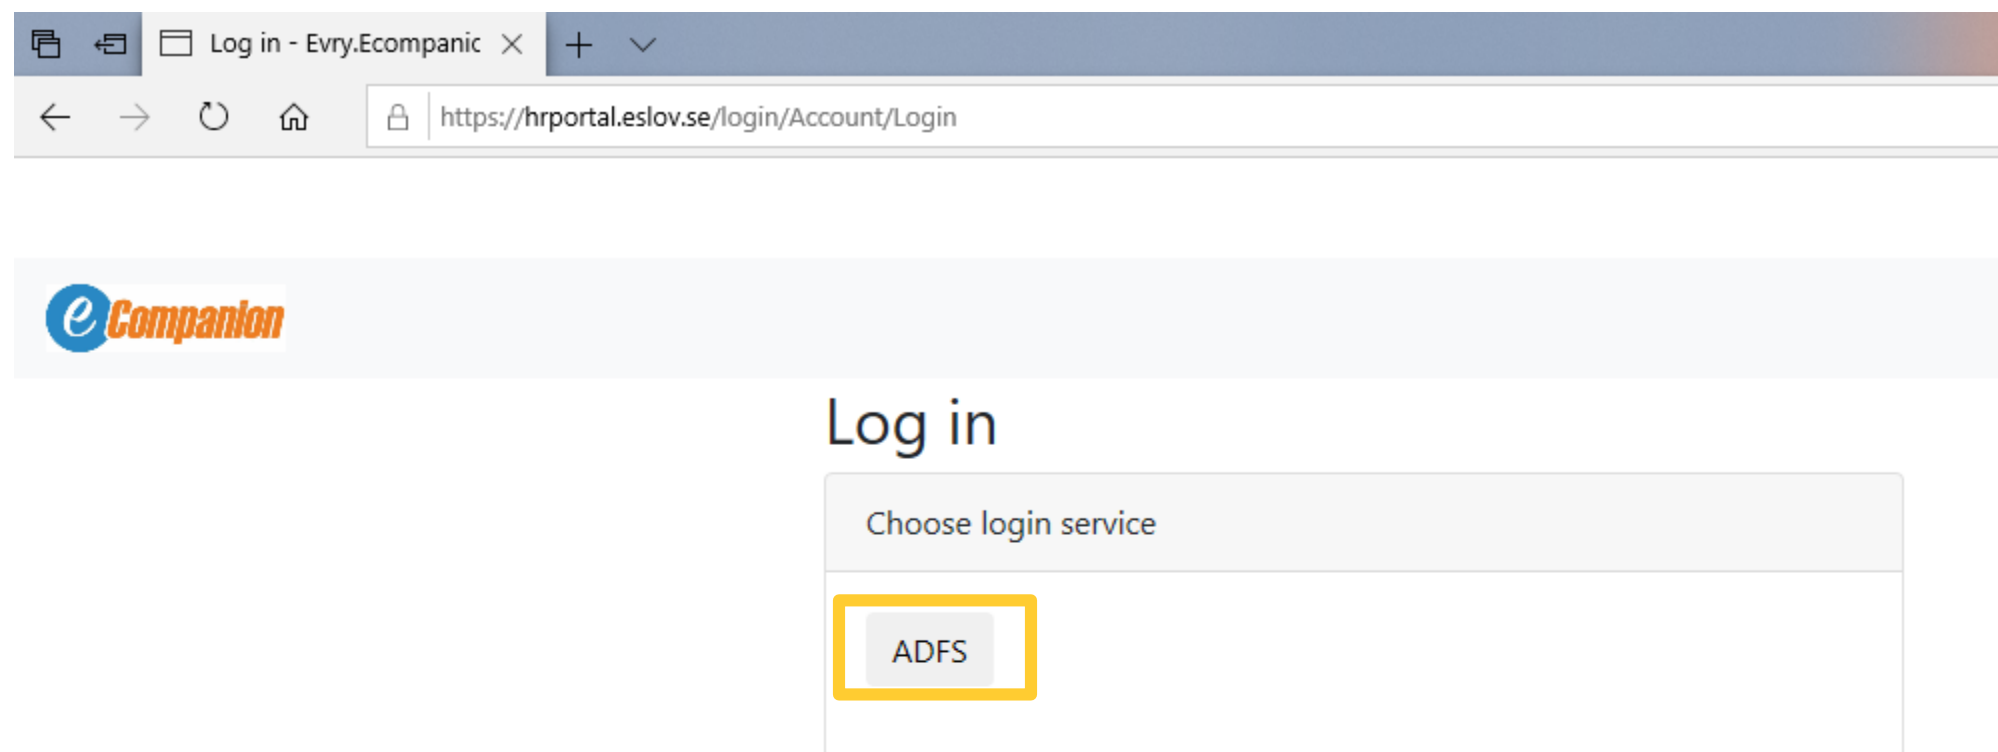 Log in - Evry.Ecompanic
https://hrportal.eslov.se/login/Account/Login
eCompanion
Log in
Choose login service
ADFS